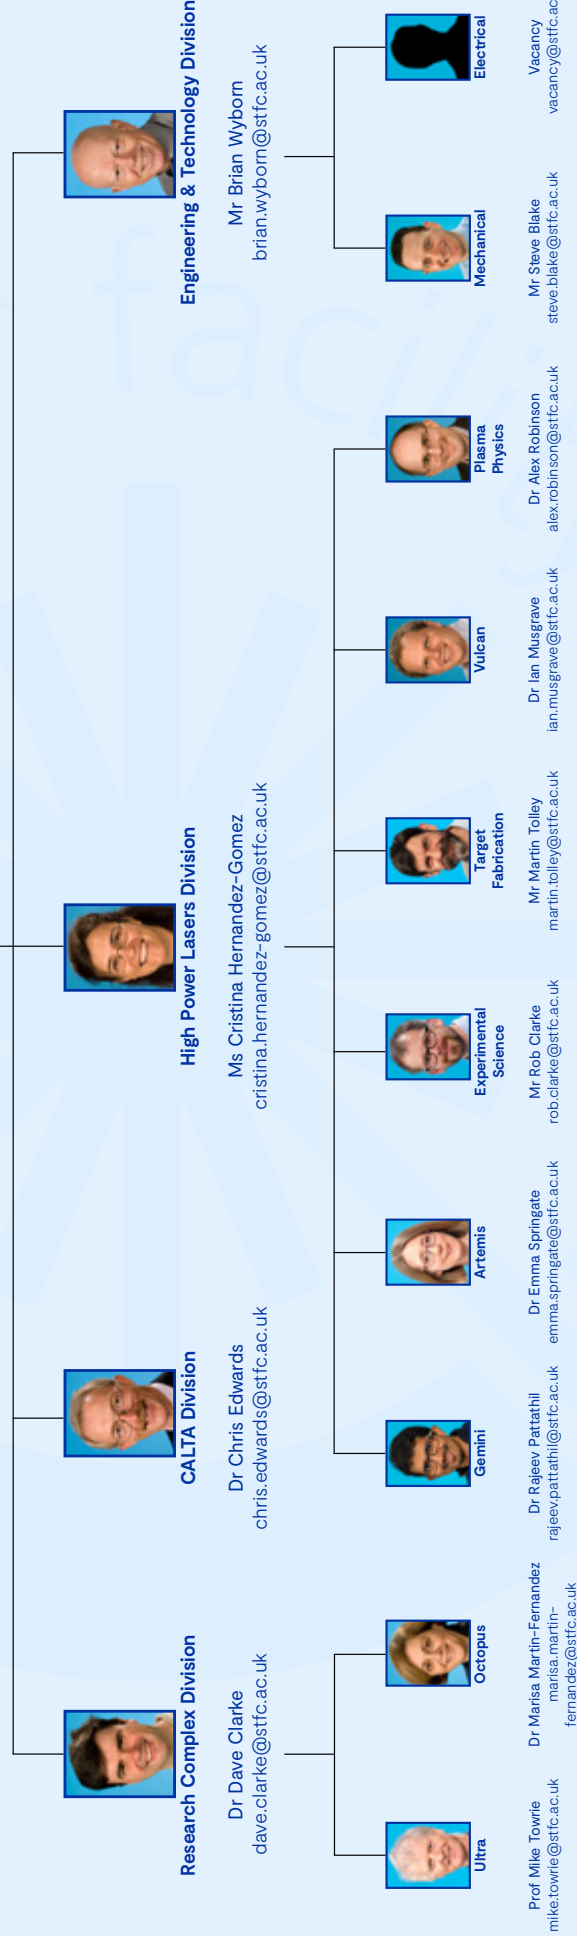 Research Complex Division
Dr Dave Clarke
dave.clarke@stfc.ac.uk
CALTA Division
Dr Chris Edwards
chris.edwards@stfc.ac.uk
High Power Lasers Division
Ms Cristina Hernandez-Gomez
cristina.hernandez-gomez@stfc.ac.uk
Engineering & Technology Division
Mr Brian Wyborn
brian.wyborn@stfc.ac.uk
Ultra
Prof Mike Towrie
mike.towrie@stfc.ac.uk
Octopus
Dr Marisa Martin-Fernandez
marisa.martin-
fernandez@stfc.ac.uk
Gemini
Dr Rajeev Pattathil
rajeev.pattathil@stfc.ac.uk
Artemis
Dr Emma Springate
emma.springate@stfc.ac.uk
Experimental
Science
Mr Rob Clarke
rob.clarke@stfc.ac.uk
Target
Fabrication
Mr Martin Tolley
martin.tolley@stfc.ac.uk
Vulcan
Dr Ian Musgrave
ian.musgrave@stfc.ac.uk
Plasma
Physics
Dr Alex Robinson
alex.robinson@stfc.ac.uk
Mechanical
Mr Steve Blake
steve.blake@stfc.ac.uk
Electrical
Vacancy
vacancy@stfc.ac